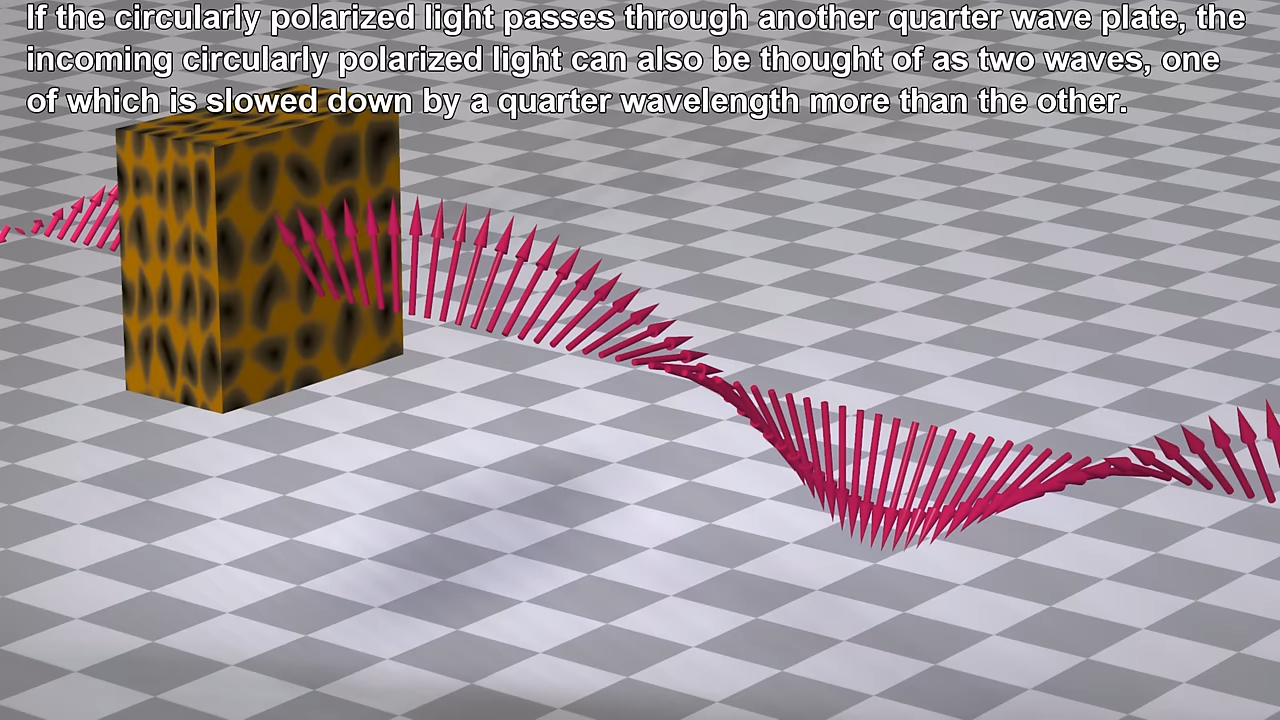 If the circularly polarized light passes through another quarter wave plate, the
incoming circularly polarized light can also be thought of as two waves, one
of which is slowed down by a quarter wavelength more than the other.